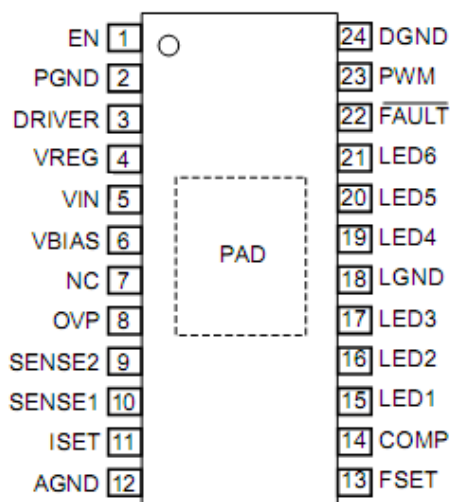 EN 1 24 DGND
PGND 2 23 PWM
DRIVER 3 22 FAULT
VREG 4 21 LED6
VIN 5 20 LED5
VBIAS 6 19 LED4
PAD
NC 7 18 LGND
OVP 8 17 LED3
SENSE2 9 16 LED2
SENSE1 10 15 LED1
ISET 11 14 COMP
AGND 12 13 FSET